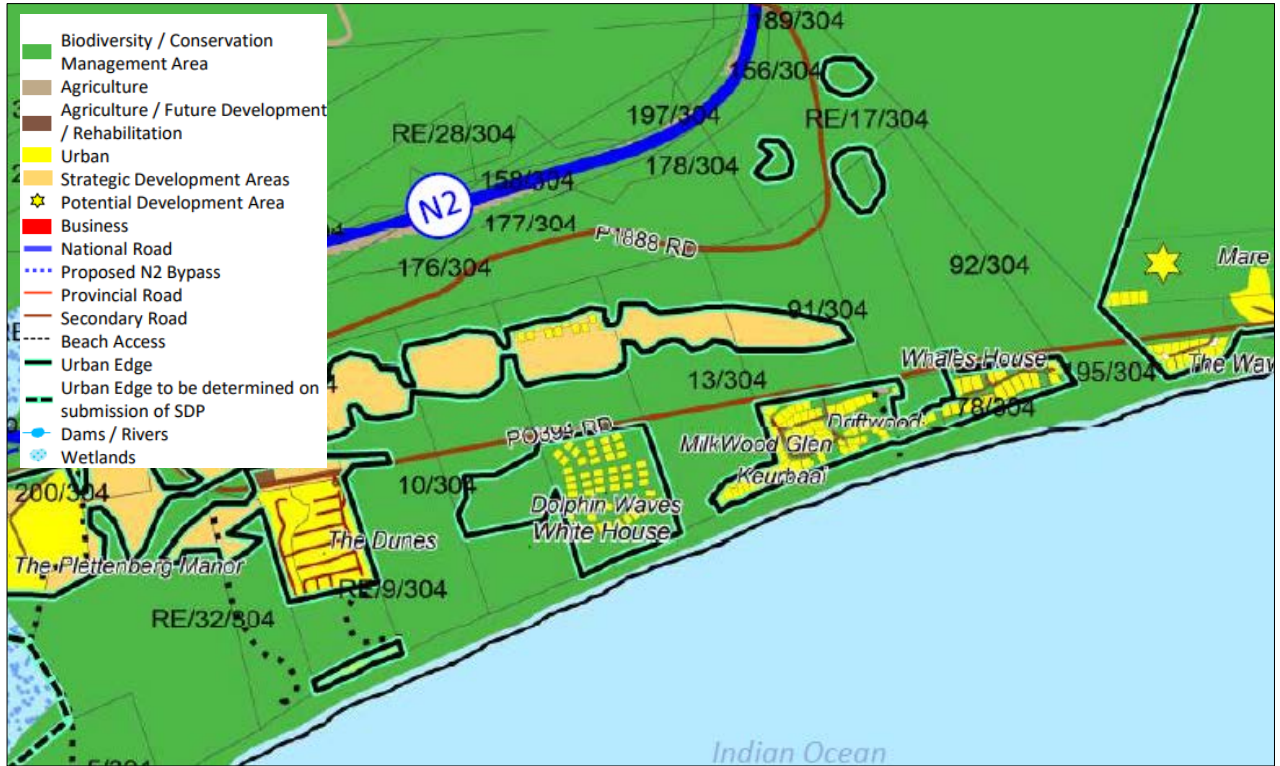 Biodiversity / Conservation
Management Area
Agriculture
Agriculture / Future Development
/ Rehabilitation
Urban
Strategic Development Areas
Potential Development Area
Business
National Road
Proposed N2 Bypass
Provincial Road
Secondary Road
Beach Access
Urban Edge
Urban Edge to be determined on
submission of SDP
Dams / Rivers
Wetlands
189/304
156/304
197/304
RE/17/304
RE/28/304
178/304
158/304
N2
177/304
P1888 RD
176/304
92/304
Mare
91/304
Whales House
13/304
195/304
The Wav
78/304
Driftwood
PO394 RD
MilkWood Glen
Keurbaai
10/304
200/304
Dolphin Waves
White House
The Dunes
The Plettenberg Manor
RE/9/304
RE/32/304
Indian Ocean